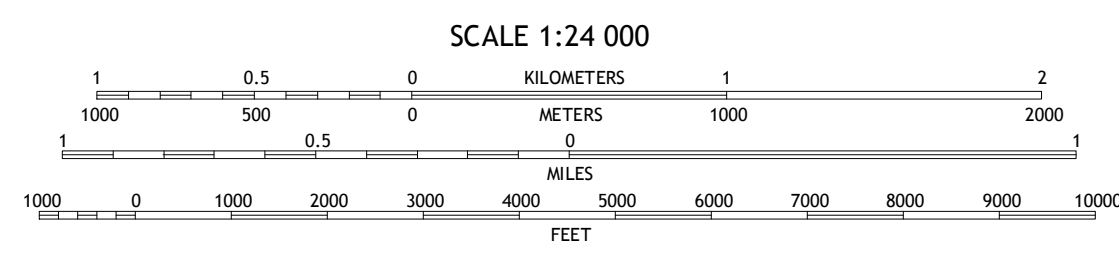 SCALE 1:24 000
1 0.5 0 KILOMETERS 1 2
1000 500 0 METERS 1000 2000
1 0.5 0 1
MILES
1000 0 1000 2000 3000 4000 5000 6000 7000 8000 9000 10000
FEET